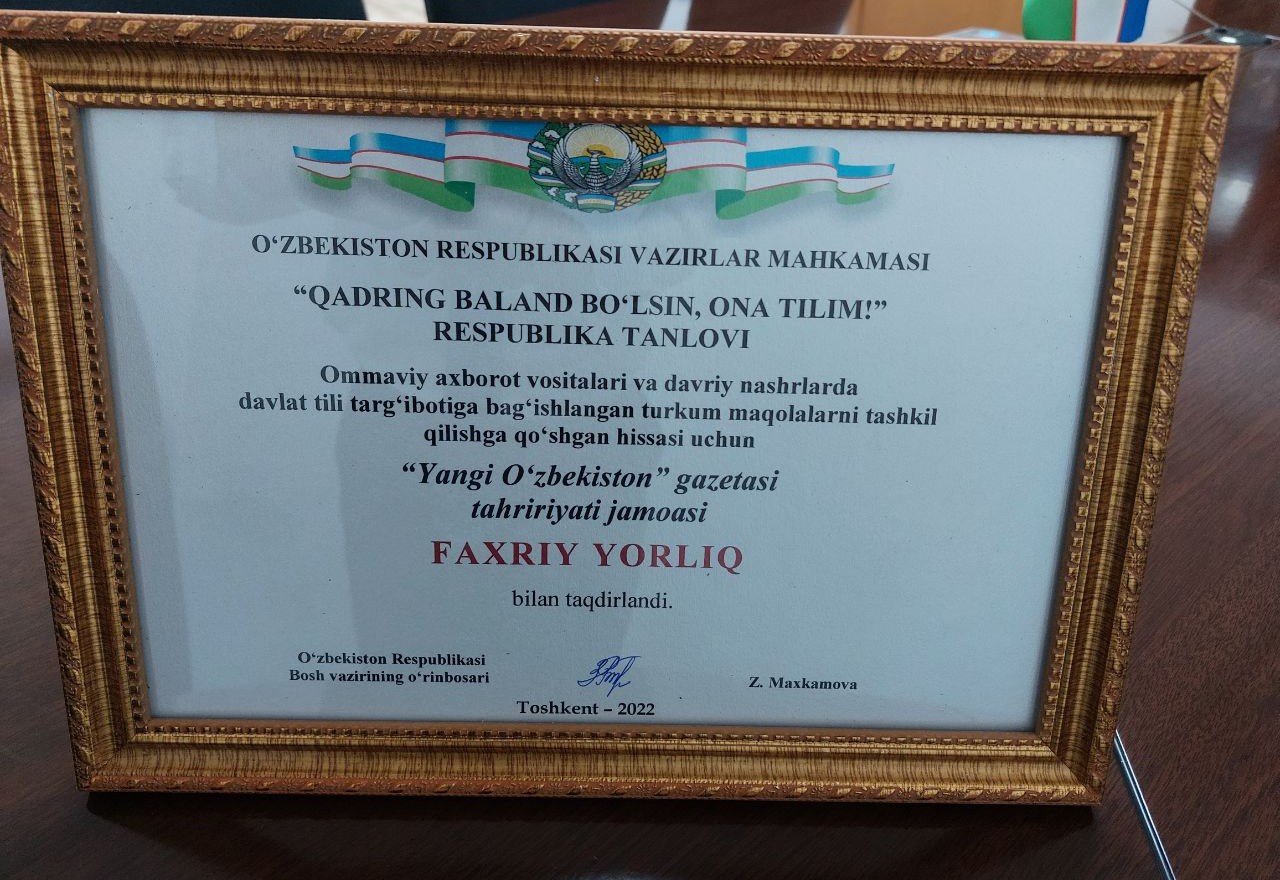 O‘ZBEKISTON RESPUBLIKASI VAZIRLAR MAHKAMASI
“QADRING BALAND BO‘LSIN, ONA TILIM!”
RESPUBLIKA TANLOVI
Ommaviy axborot vositalari va davriy nashrlarda
davlat tili targ‘ibotiga bag‘ishlangan turkum maqolalarni tashkil
qilishga qo‘shgan hissasi uchun
“Yangi O‘zbekiston” gazetasi
tahririyati jamoasi
FAXRIY YORLIQ
bilan taqdirlandi.
O‘zbekiston Respublikasi
Bosh vazirining o‘rinbosari
Z. Maxkamova
Toshkent – 2022